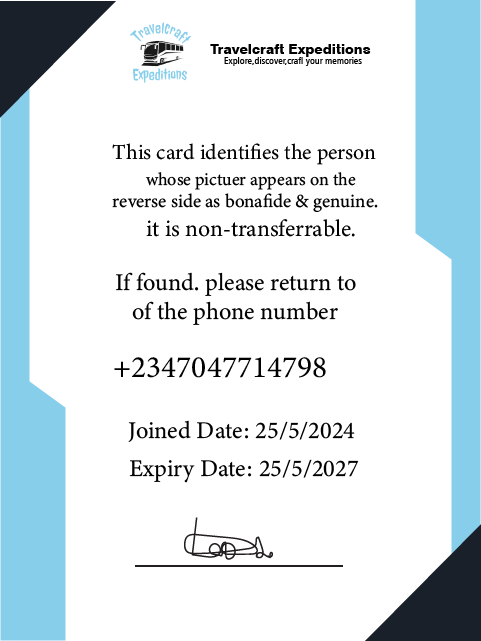 Travelcraft
Expeditions
Travelcraft Expeditions
Explore,discover,crafl your memories
This card identifies the person
whose pictuer appears on the
reverse side as bonafide & genuine.
it is non-transferrable.
If found. please return to
of the phone number
+2347047714798
Joined Date: 25/5/2024
Expiry Date: 25/5/2027